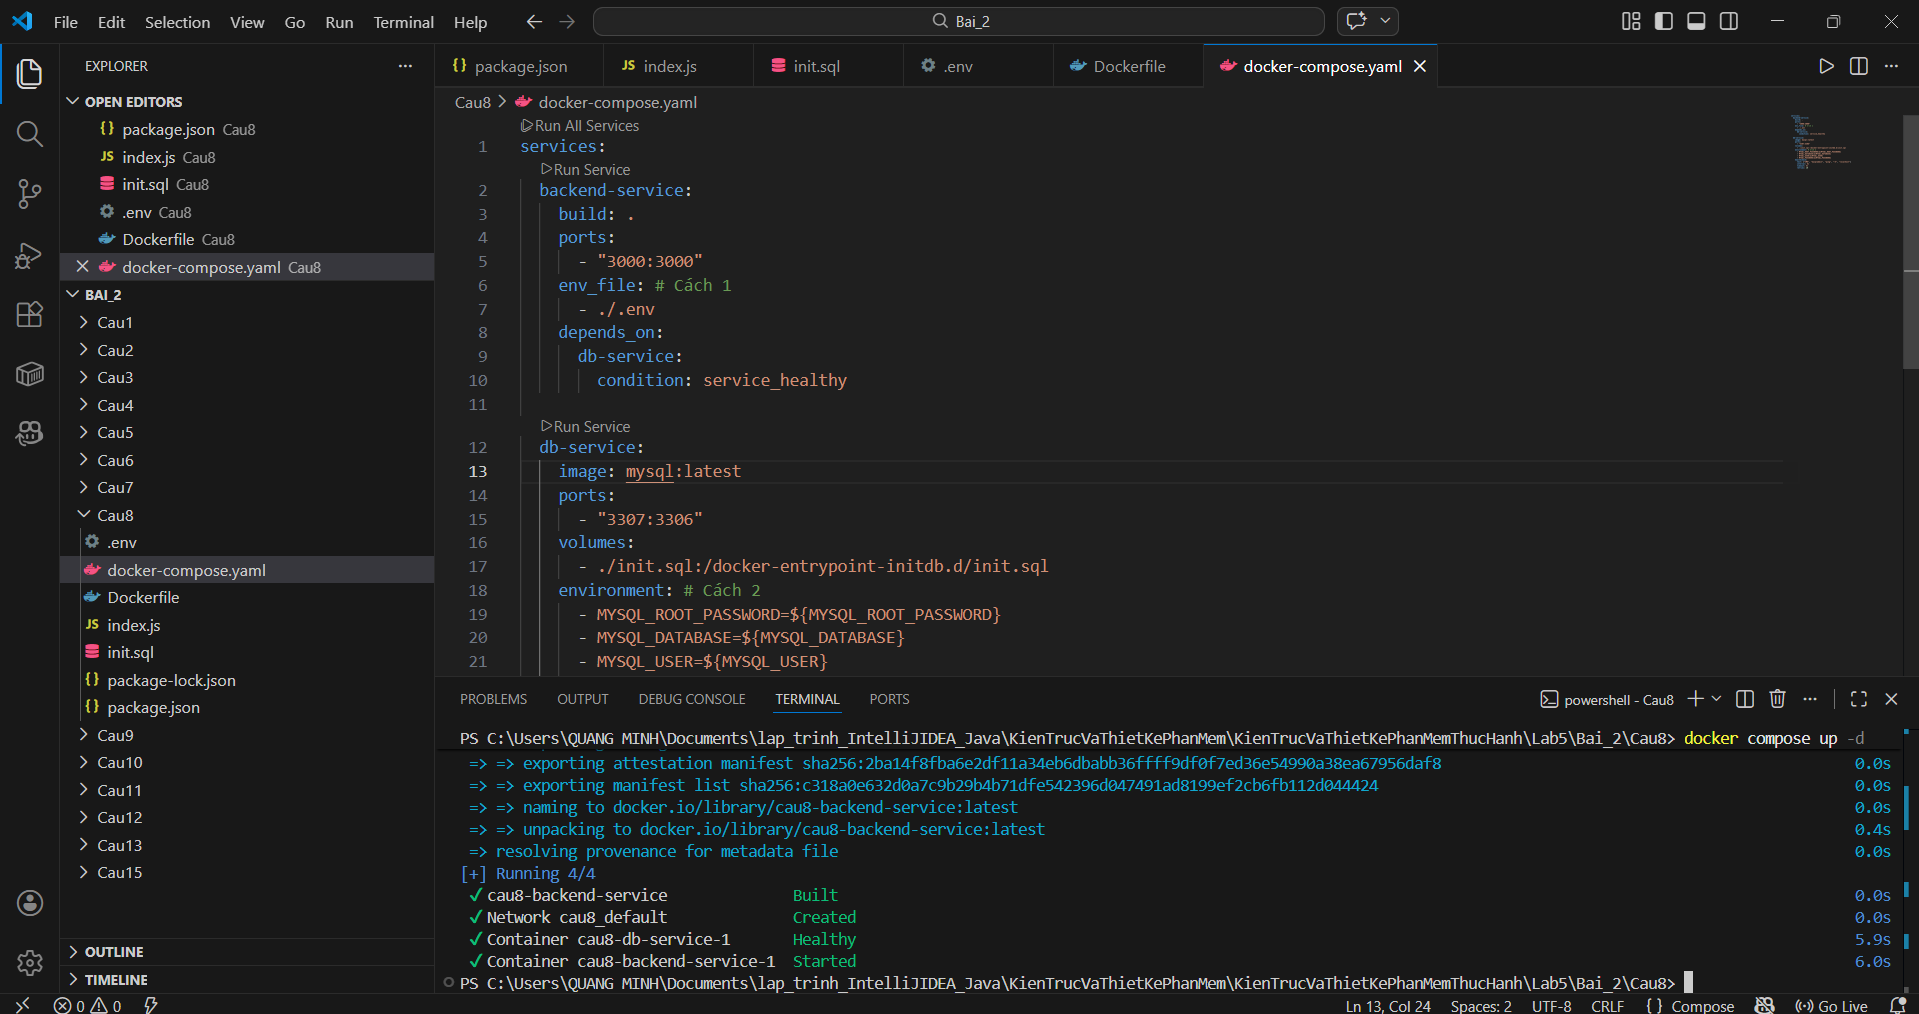 File Edit Selection View Go Run Terminal Help
Bai_2
EXPLORER
OPEN EDITORS
{} package.json Cau8
JS index.js Cau8
init.sql Cau8
.env Cau8
Dockerfile Cau8
docker-compose.yaml Cau8
BAI_2
Cau1
Cau2
Cau3
Cau4
Cau5
Cau6
Cau7
Cau8
.env
docker-compose.yaml
Dockerfile
JS index.js
init.sql
{} package-lock.json
{} package.json
Cau9
Cau10
Cau11
Cau12
Cau13
Cau15
OUTLINE
TIMELINE
{} package.json JS index.js init.sql .env Dockerfile docker-compose.yaml
Cau8 > docker-compose.yaml
Run All Services
1 services:
Run Service
2 backend-service:
3 build: .
4 ports:
5 - "3000:3000"
6 env_file: # Cách 1
7 - ./.env
8 depends_on:
9 db-service:
10 condition: service_healthy
11
Run Service
12 db-service:
13 image: mysql:latest
14 ports:
15 - "3307:3306"
16 volumes:
17 - ./init.sql:/docker-entrypoint-initdb.d/init.sql
18 environment: # Cách 2
19 - MYSQL_ROOT_PASSWORD=${MYSQL_ROOT_PASSWORD}
20 - MYSQL_DATABASE=${MYSQL_DATABASE}
21 - MYSQL_USER=${MYSQL_USER}
PROBLEMS OUTPUT DEBUG CONSOLE TERMINAL PORTS
powershell - Cau8
PS C:\Users\QUANG MINH\Documents\lap_trinh_IntelliJIDEA_Java\KienTrucVaThietKePhanMem\KienTrucVaThietKePhanMemThucHanh\Lab5\Bai_2\Cau8> docker compose up -d
=> => exporting attestation manifest sha256:2ba14f8fba6e2df11a34eb6dbabb36ffff9df0f7ed36e54990a38ea67956daf8 0.0s
=> => exporting manifest list sha256:c318a0e632d0a7c9b29b4b71dfe542396d047491ad8199ef2cb6fb112d044424 0.0s
=> => naming to docker.io/library/cau8-backend-service:latest 0.0s
=> => unpacking to docker.io/library/cau8-backend-service:latest 0.4s
=> resolving provenance for metadata file 0.0s
[+] Running 4/4
✓ cau8-backend-service Built 0.0s
✓ Network cau8_default Created 0.0s
✓ Container cau8-db-service-1 Healthy 5.9s
✓ Container cau8-backend-service-1 Started 6.0s
PS C:\Users\QUANG MINH\Documents\lap_trinh_IntelliJIDEA_Java\KienTrucVaThietKePhanMem\KienTrucVaThietKePhanMemThucHanh\Lab5\Bai_2\Cau8>
0 0 Ln 13, Col 24 Spaces: 2 UTF-8 CRLF {} Compose Go Live